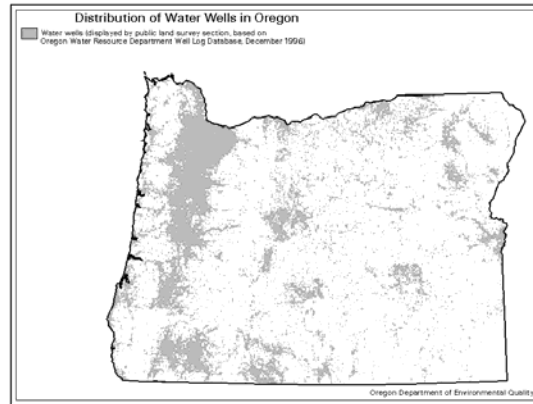 Distribution of Water Wells in Oregon
Water wells (displayed by public land survey section, based on
Oregon Water Resource Department Well Log Database, December 1996)
Oregon Department of Environmental Quality